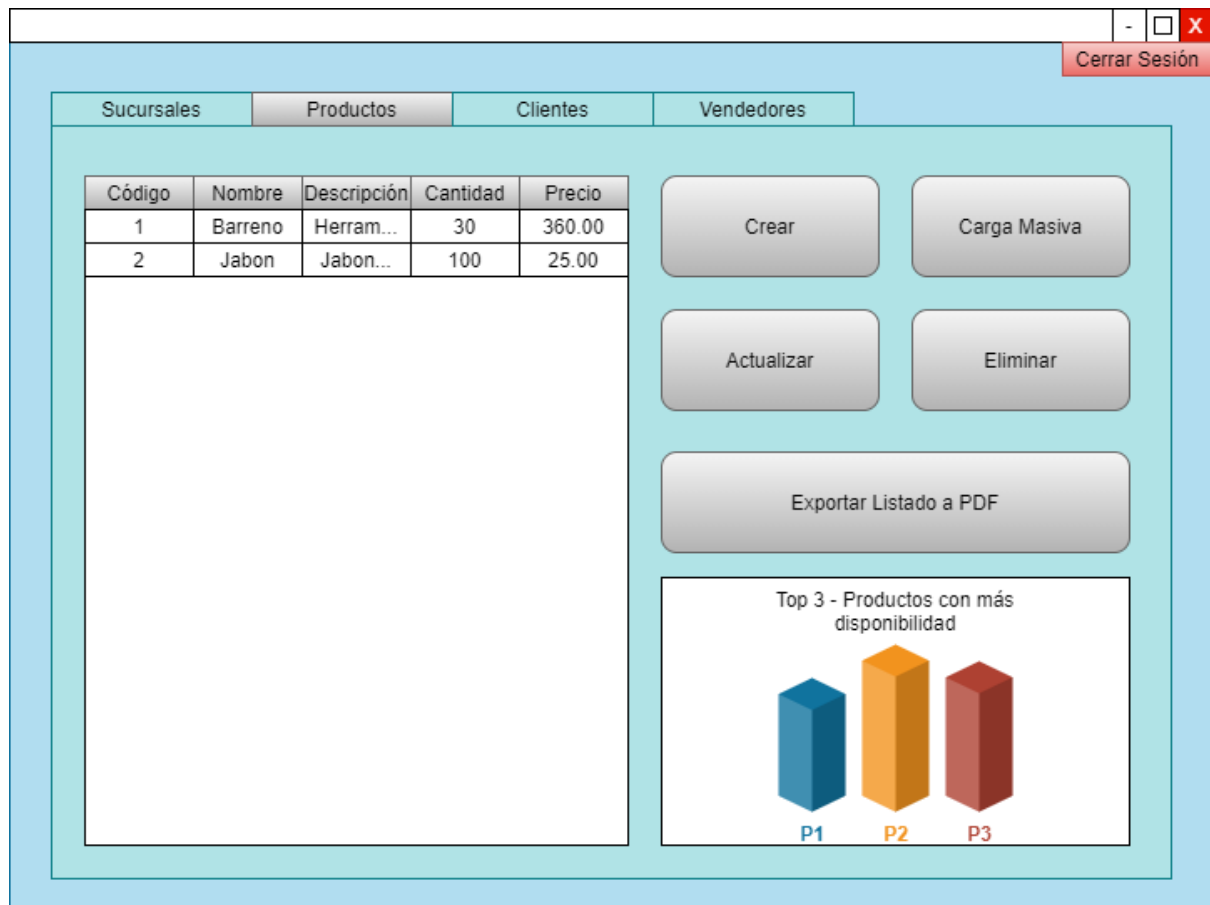 - X
Cerrar Sesión
Sucursales Productos Clientes Vendedores
Código Nombre Descripción Cantidad Precio
1 Barreno Herram... 30 360.00
2 Jabon Jabon... 100 25.00
Crear Carga Masiva
Actualizar Eliminar
Exportar Listado a PDF
Top 3 - Productos con más
disponibilidad
P1 P2 P3